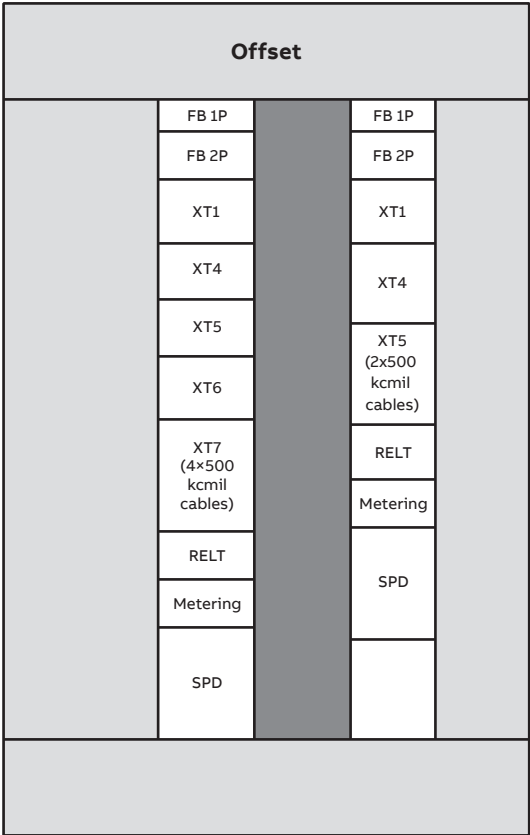 Offset
FB 1P
FB 2P
XT1
XT4
XT5
XT6
XT7
(4×500
kcmil
cables)
RELT
Metering
SPD
FB 1P
FB 2P
XT1
XT4
XT5
(2x500
kcmil
cables)
RELT
Metering
SPD